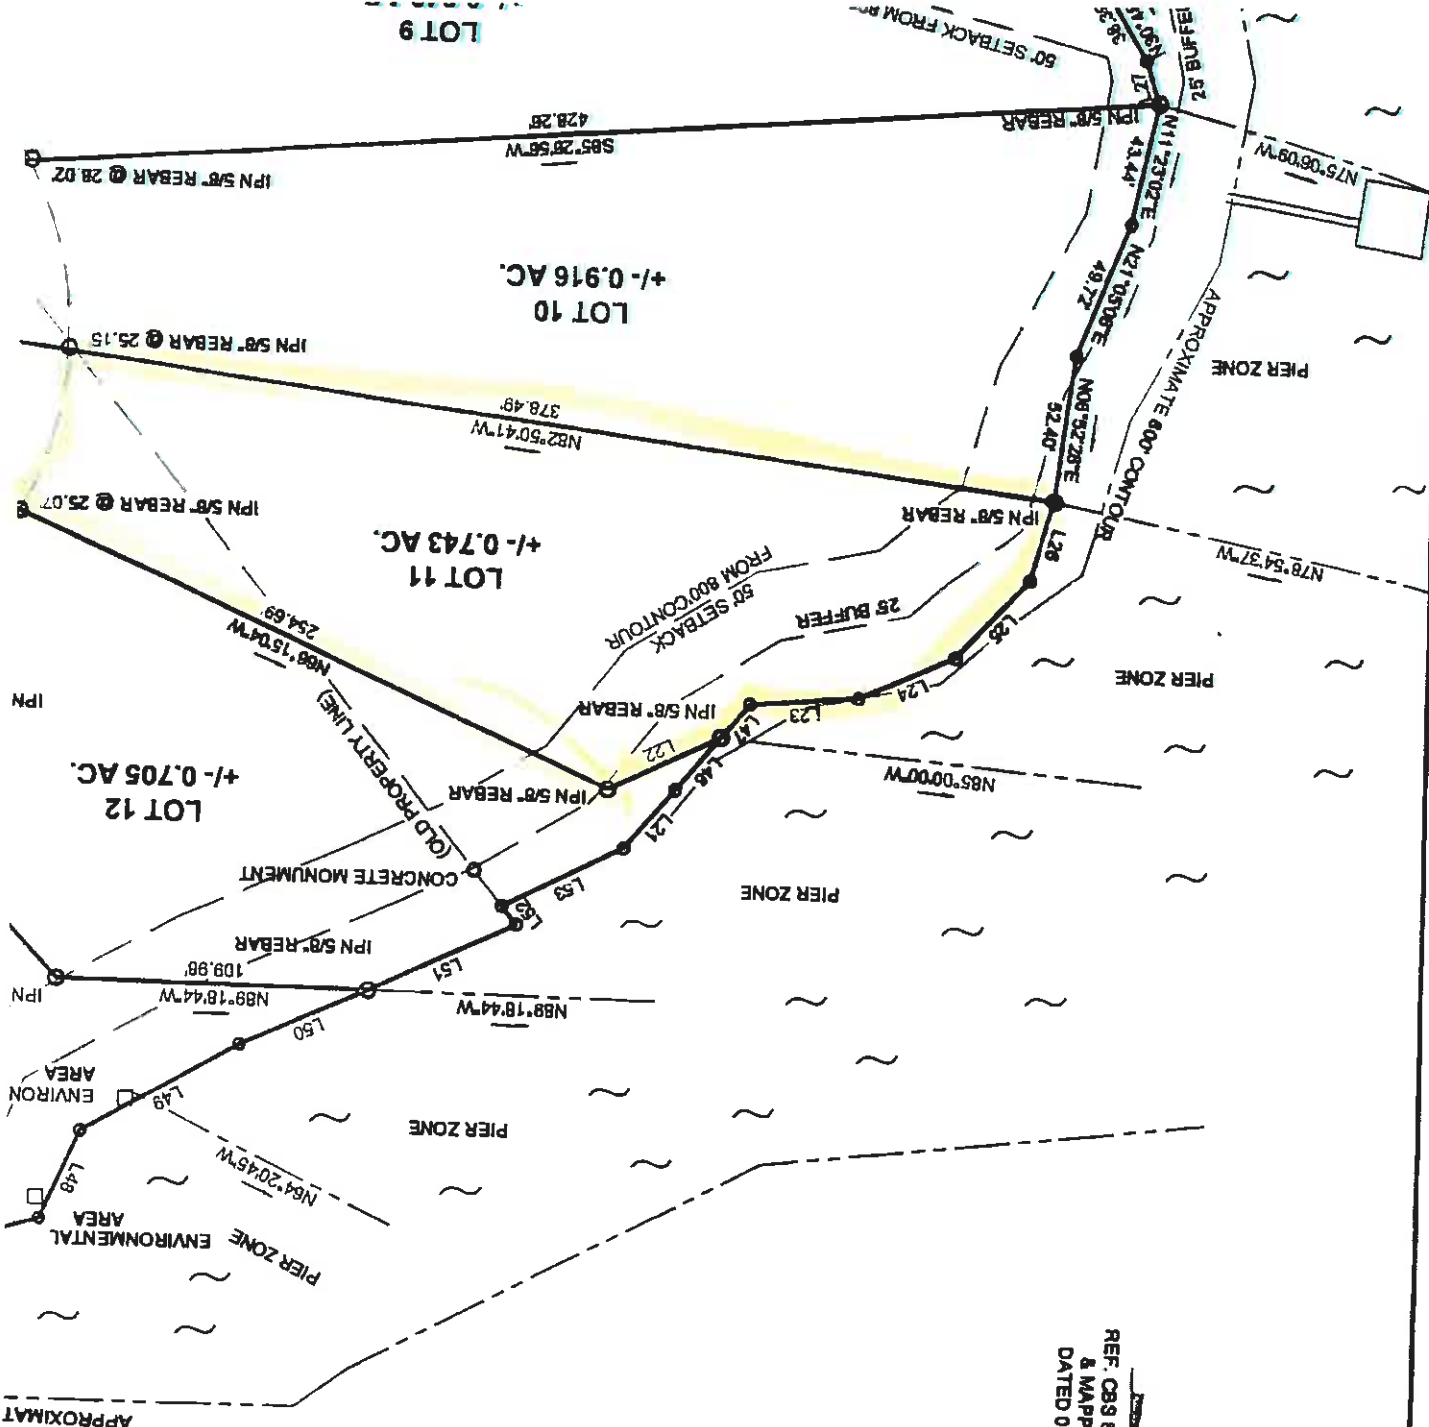 LOT 9
50' SETBACK FROM
25' BUFFER
428.26'
S85°28'56"W
IPN 5/8" REBAR
IPN 5/8" REBAR @ 28.02'
N11°23'02"E
43.44'
N75°06'09"W
LOT 10
+/- 0.916 AC.
N21°05'08"E
49.72'
APPROXIMATE 800' CONTOUR
PIER ZONE
IPN 5/8" REBAR @ 25.15'
378.49'
N82°50'41"W
N08°52'28"E
52.40'
IPN 5/8" REBAR
IPN 5/8" REBAR @ 25.07'
LOT 11
+/- 0.743 AC.
L26
N78°54'37"W
50' SETBACK
FROM 800'CONTOUR
25' BUFFER
L25
254.69'
N66°15'04"W
PIER ZONE
L24
L23
L47
IPN 5/8" REBAR
L22
IPN
(OLD PROPERTY LINE)
LOT 12
+/- 0.705 AC.
IPN 5/8" REBAR
L46
N85°00'00"W
L21
CONCRETE MONUMENT
L53
PIER ZONE
L52
IPN 5/8" REBAR
L51
109.98'
N89°18'44"W
N89°18'44"W
IPN
L50
ENVIRON
AREA
L49
PIER ZONE
N64°20'45"W
L48
ENVIRONMENTAL
AREA
PIER ZONE
REF. CBS
& MAPP
DATED 0
APPROXIMAT